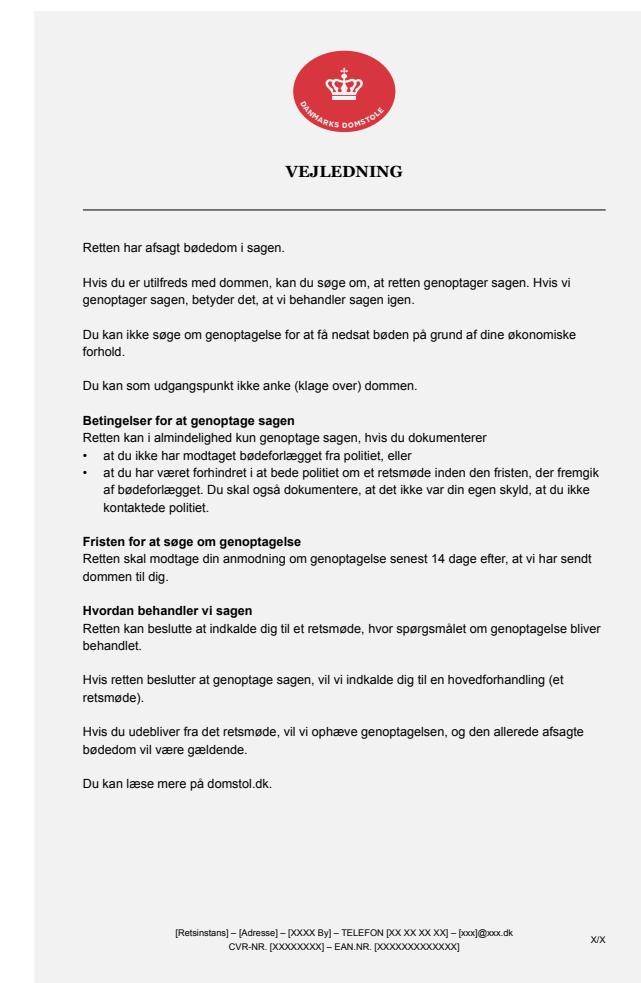 DANMARKS DOMSTOLE
VEJLEDNING
Retten har afsagt bødedom i sagen.
Hvis du er utilfreds med dommen, kan du søge om, at retten genoptager sagen. Hvis vi
genoptager sagen, betyder det, at vi behandler sagen igen.
Du kan ikke søge om genoptagelse for at få nedsat bøden på grund af dine økonomiske
forhold.
Du kan som udgangspunkt ikke anke (klage over) dommen.
Betingelser for at genoptage sagen
Retten kan i almindelighed kun genoptage sagen, hvis du dokumenterer
• at du ikke har modtaget bødeforlægget fra politiet, eller
• at du har været forhindret i at bede politiet om et retsmøde inden den fristen, der fremgik
af bødeforlægget. Du skal også dokumentere, at det ikke var din egen skyld, at du ikke
kontaktede politiet.
Fristen for at søge om genoptagelse
Retten skal modtage din anmodning om genoptagelse senest 14 dage efter, at vi har sendt
dommen til dig.
Hvordan behandler vi sagen
Retten kan beslutte at indkalde dig til et retsmøde, hvor spørgsmålet om genoptagelse bliver
behandlet.
Hvis retten beslutter at genoptage sagen, vil vi indkalde dig til en hovedforhandling (et
retsmøde).
Hvis du udebliver fra det retsmøde, vil vi ophæve genoptagelsen, og den allerede afsagte
bødedom vil være gældende.
Du kan læse mere på domstol.dk.
[Retsinstans] – [Adresse] – [XXXX By] – TELEFON [XX XX XX XX] – [xxx]@xxx.dk
CVR-NR. [XXXXXXXX] – EAN.NR. [XXXXXXXXXXXXX]
X/X